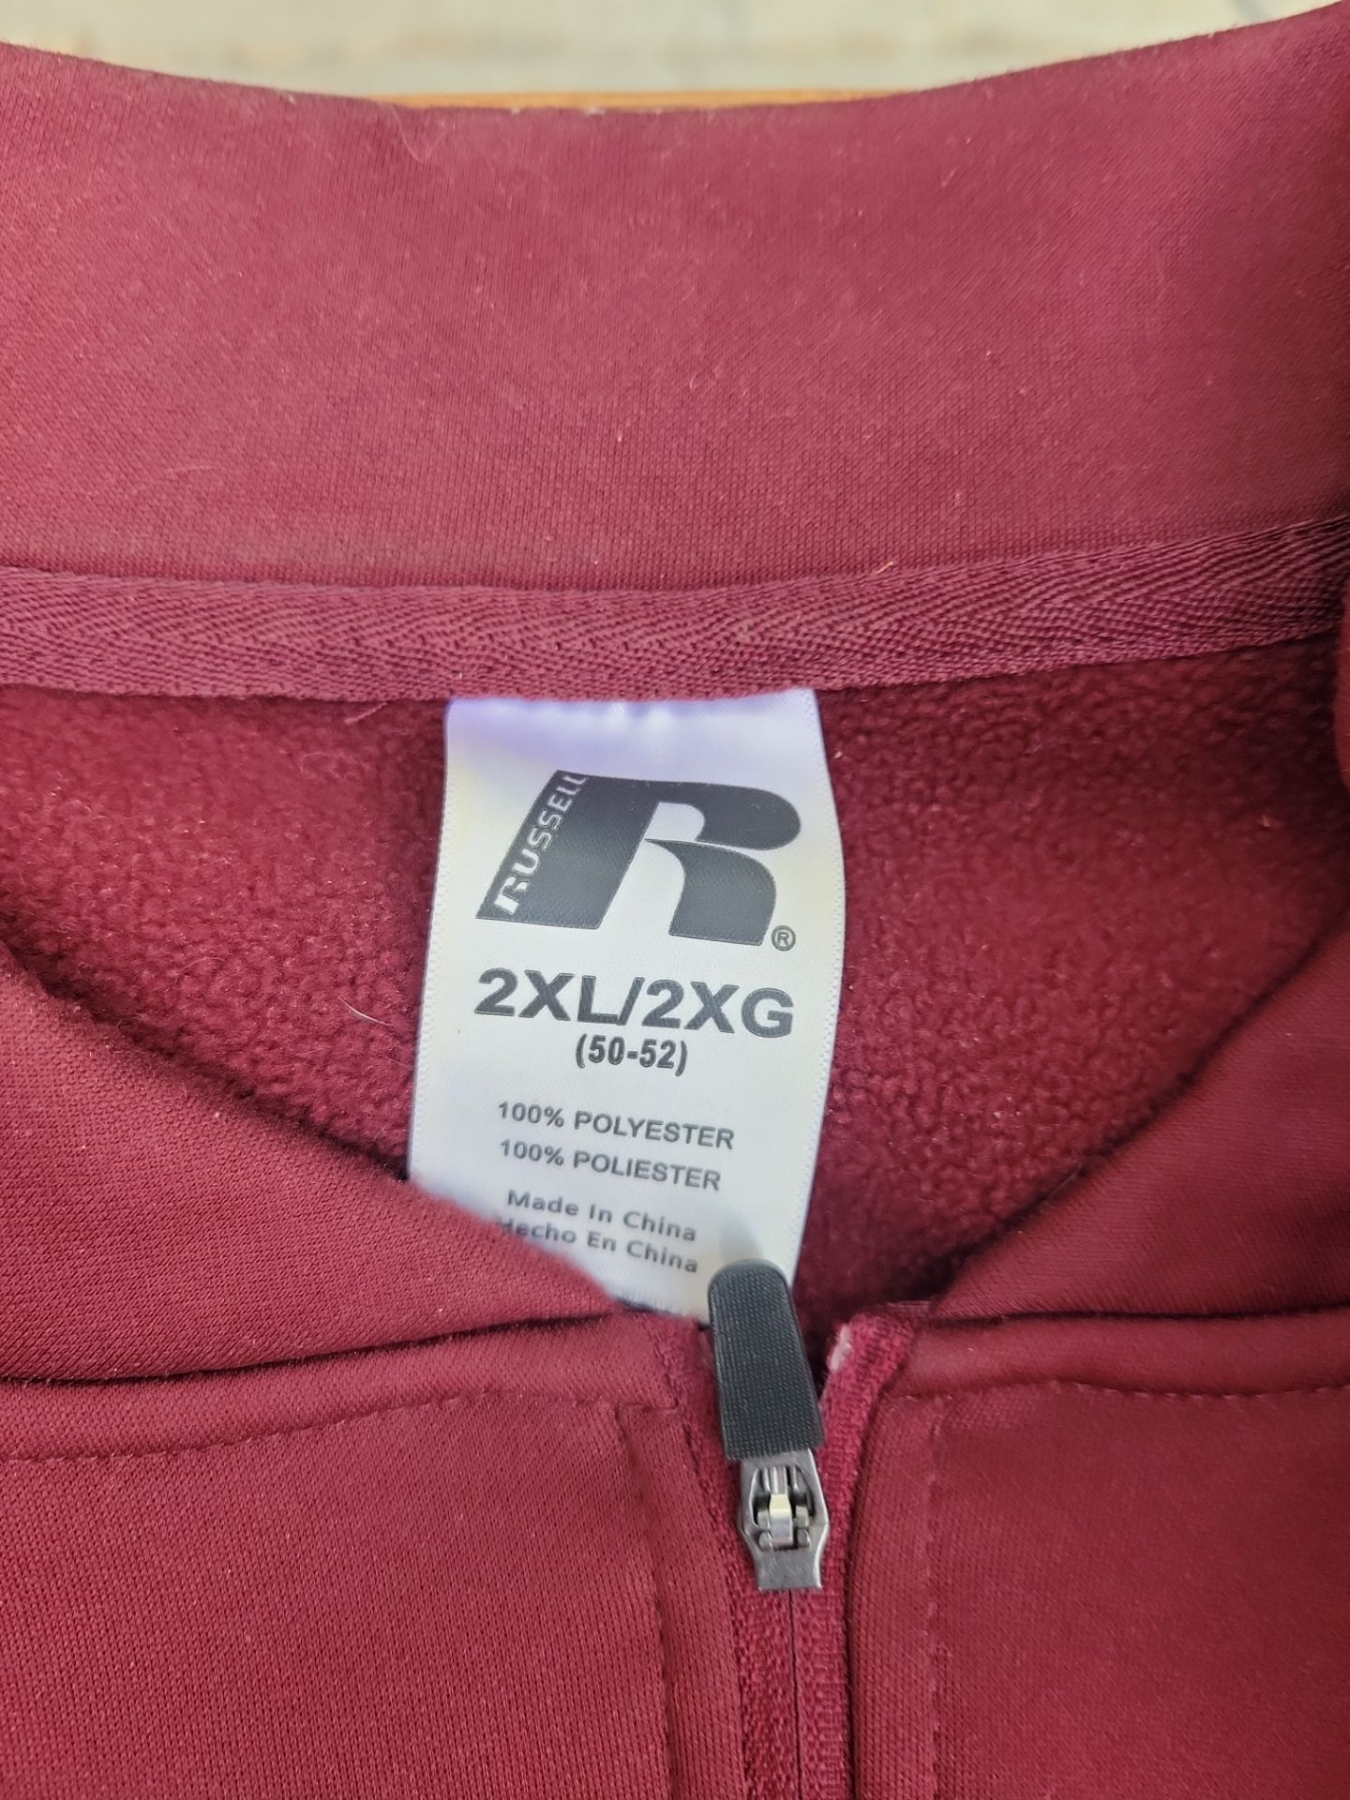 RUSSELL
R®
2XL/2XG
(50-52)
100% POLYESTER
100% POLIESTER
Made In China
Hecho En China